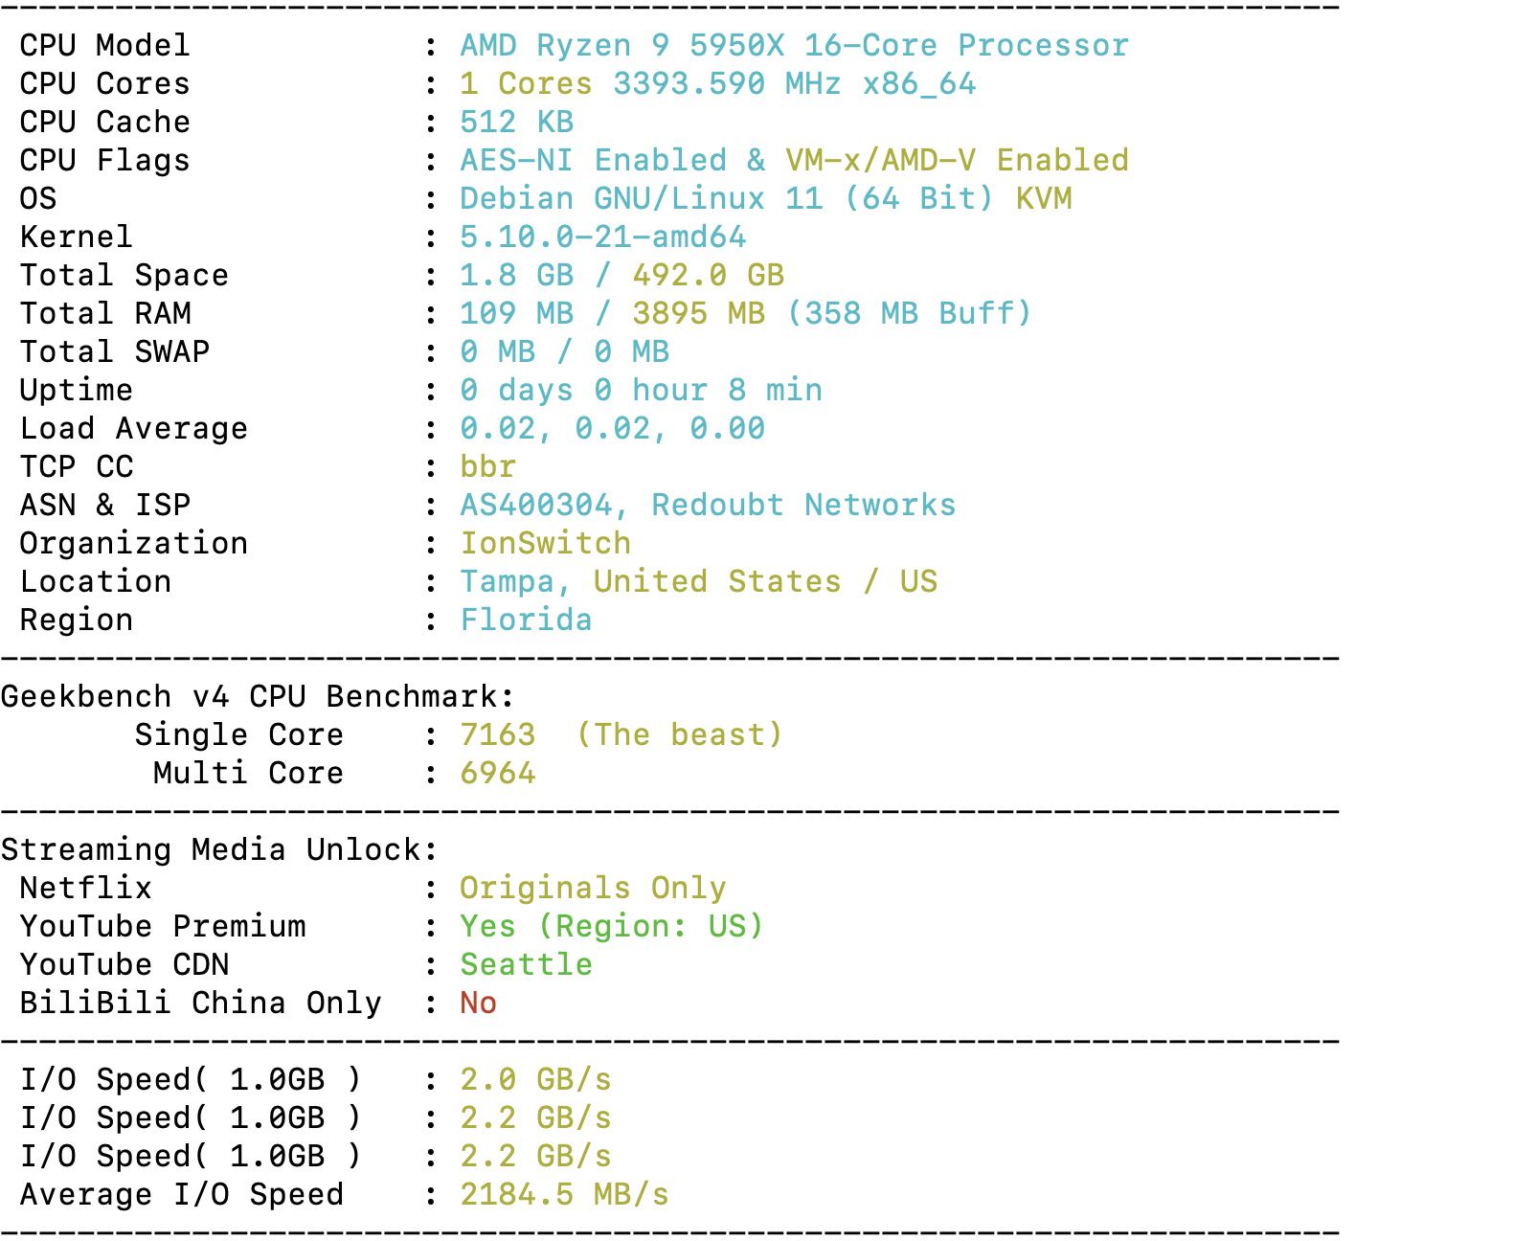 ----------------------------------------------------------------------
CPU Model : AMD Ryzen 9 5950X 16-Core Processor
CPU Cores : 1 Cores 3393.590 MHz x86_64
CPU Cache : 512 KB
CPU Flags : AES-NI Enabled & VM-x/AMD-V Enabled
OS : Debian GNU/Linux 11 (64 Bit) KVM
Kernel : 5.10.0-21-amd64
Total Space : 1.8 GB / 492.0 GB
Total RAM : 109 MB / 3895 MB (358 MB Buff)
Total SWAP : 0 MB / 0 MB
Uptime : 0 days 0 hour 8 min
Load Average : 0.02, 0.02, 0.00
TCP CC : bbr
ASN & ISP : AS400304, Redoubt Networks
Organization : IonSwitch
Location : Tampa, United States / US
Region : Florida
----------------------------------------------------------------------
Geekbench v4 CPU Benchmark:
Single Core : 7163 (The beast)
Multi Core : 6964
----------------------------------------------------------------------
Streaming Media Unlock:
Netflix : Originals Only
YouTube Premium : Yes (Region: US)
YouTube CDN : Seattle
BiliBili China Only : No
----------------------------------------------------------------------
I/O Speed( 1.0GB ) : 2.0 GB/s
I/O Speed( 1.0GB ) : 2.2 GB/s
I/O Speed( 1.0GB ) : 2.2 GB/s
Average I/O Speed : 2184.5 MB/s
----------------------------------------------------------------------